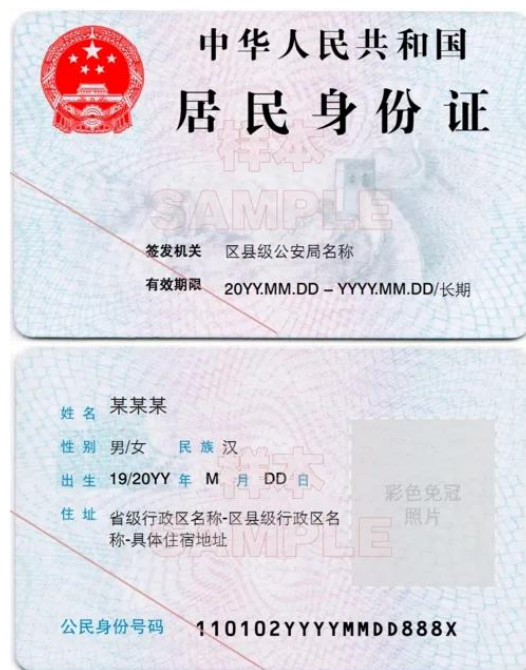 中华人民共和国
居民身份证
样本
SAMPLE
签发机关 区县级公安局名称
有效期限 20YY.MM.DD – YYYY.MM.DD/长期
姓名 某某某
性别 男/女 民族 汉
出生 19/20YY 年 M 月 DD 日
样本
彩色免冠
照片
住址 省级行政区名称-区县级行政区名
称-具体住宿地址
SAMPLE
公民身份号码 110102YYYYMMDD888X